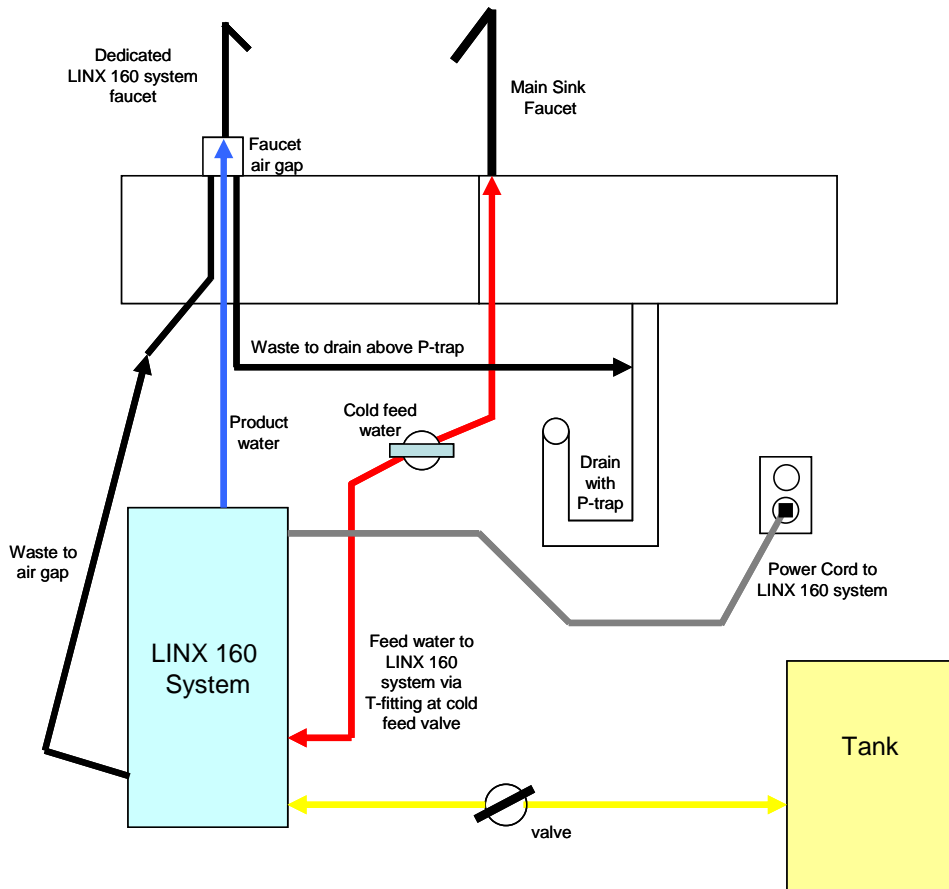 Dedicated
LINX 160 system
faucet
Main Sink
Faucet
Faucet
air gap
Waste to drain above P-trap
Product
water
Cold feed
water
Drain
with
P-trap
Waste to
air gap
Power Cord to
LINX 160 system
LINX 160
System
Feed water to
LINX 160
system via
T-fitting at cold
feed valve
Tank
valve